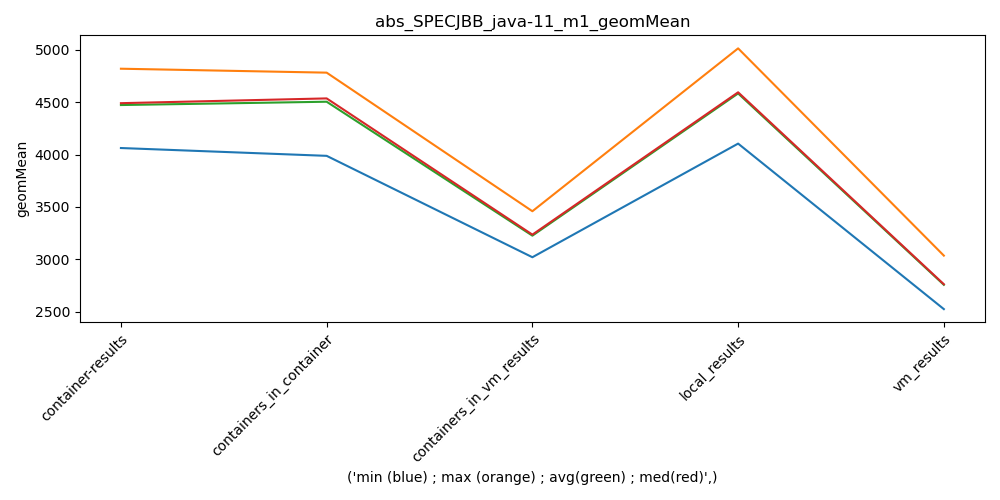 abs_SPECJBB_java-11_m1_geomMean
geomMean
5000
4500
4000
3500
3000
2500
container-results
containers_in_container
containers_in_vm_results
local_results
vm_results
('min (blue) ; max (orange) ; avg(green) ; med(red)',)